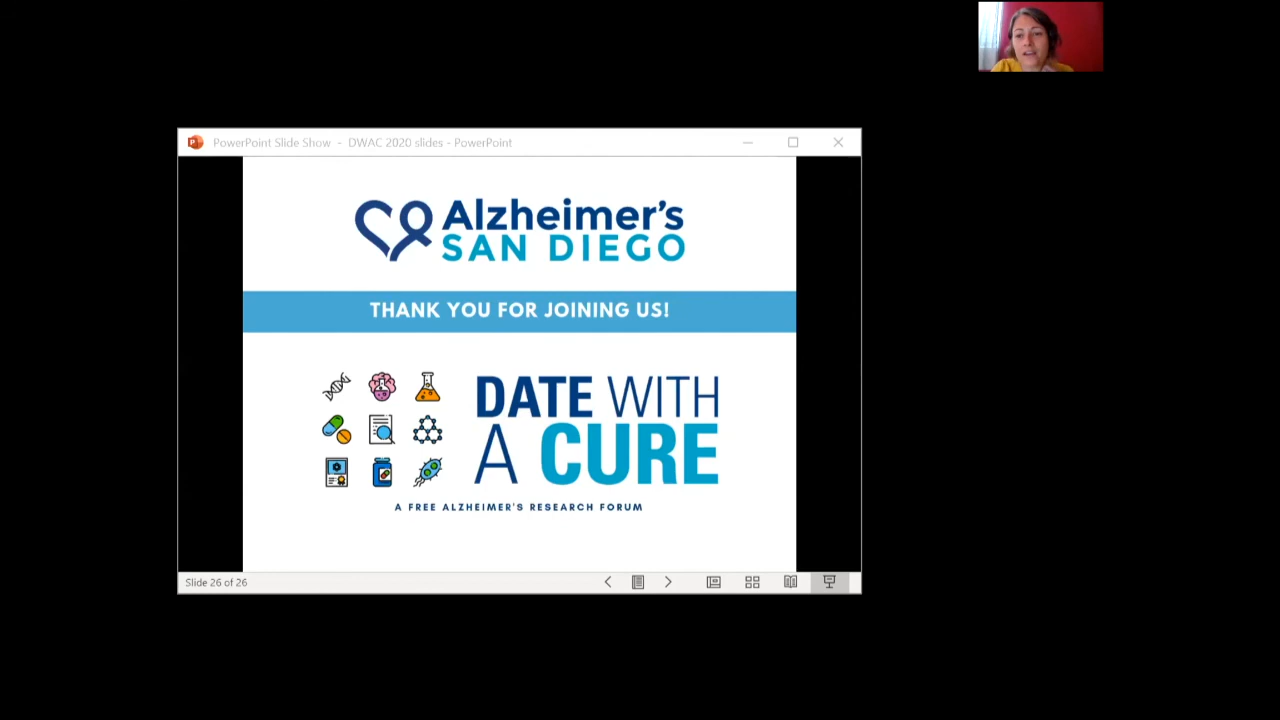 PowerPoint Slide Show - DWAC 2020 slides - PowerPoint
Alzheimer's
SAN DIEGO
THANK YOU FOR JOINING US!
DATE WITH
A CURE
A FREE ALZHEIMER'S RESEARCH FORUM
Slide 26 of 26